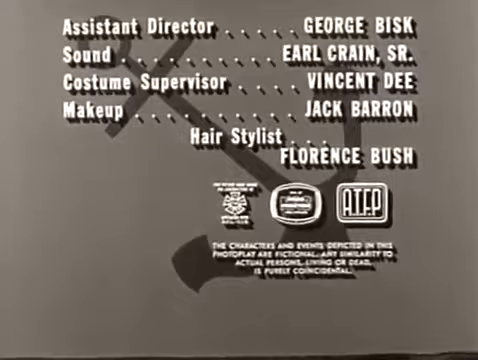 Assistant Director . . . . . GEORGE BISK
Sound . . . . . . . . . . EARL CRAIN, SR.
Costume Supervisor . . . . . VINCENT DEE
Makeup . . . . . . . . . . JACK BARRON
Hair Stylist . . .
FLORENCE BUSH
A.T.F.P
THE CHARACTERS AND EVENTS DEPICTED IN THIS
PHOTOPLAY ARE FICTIONAL. ANY SIMILARITY TO
ACTUAL PERSONS, LIVING OR DEAD,
IS PURELY COINCIDENTAL.